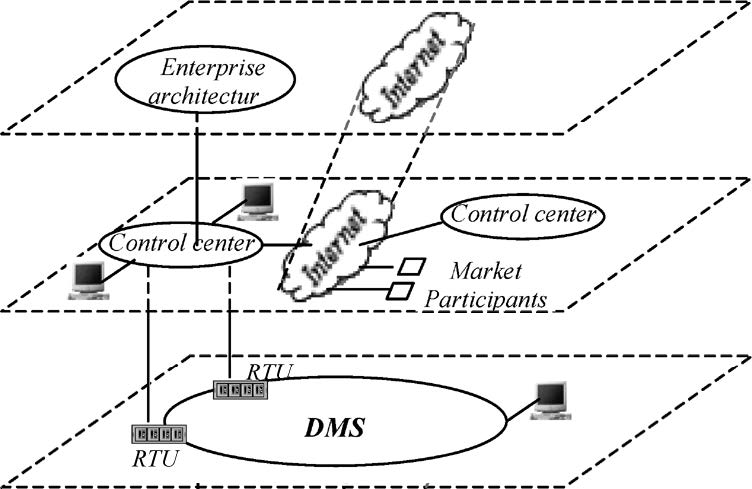 Internet
Enterprise
architectur
Control center
Internet
Control center
Market
Participants
RTU
DMS
RTU